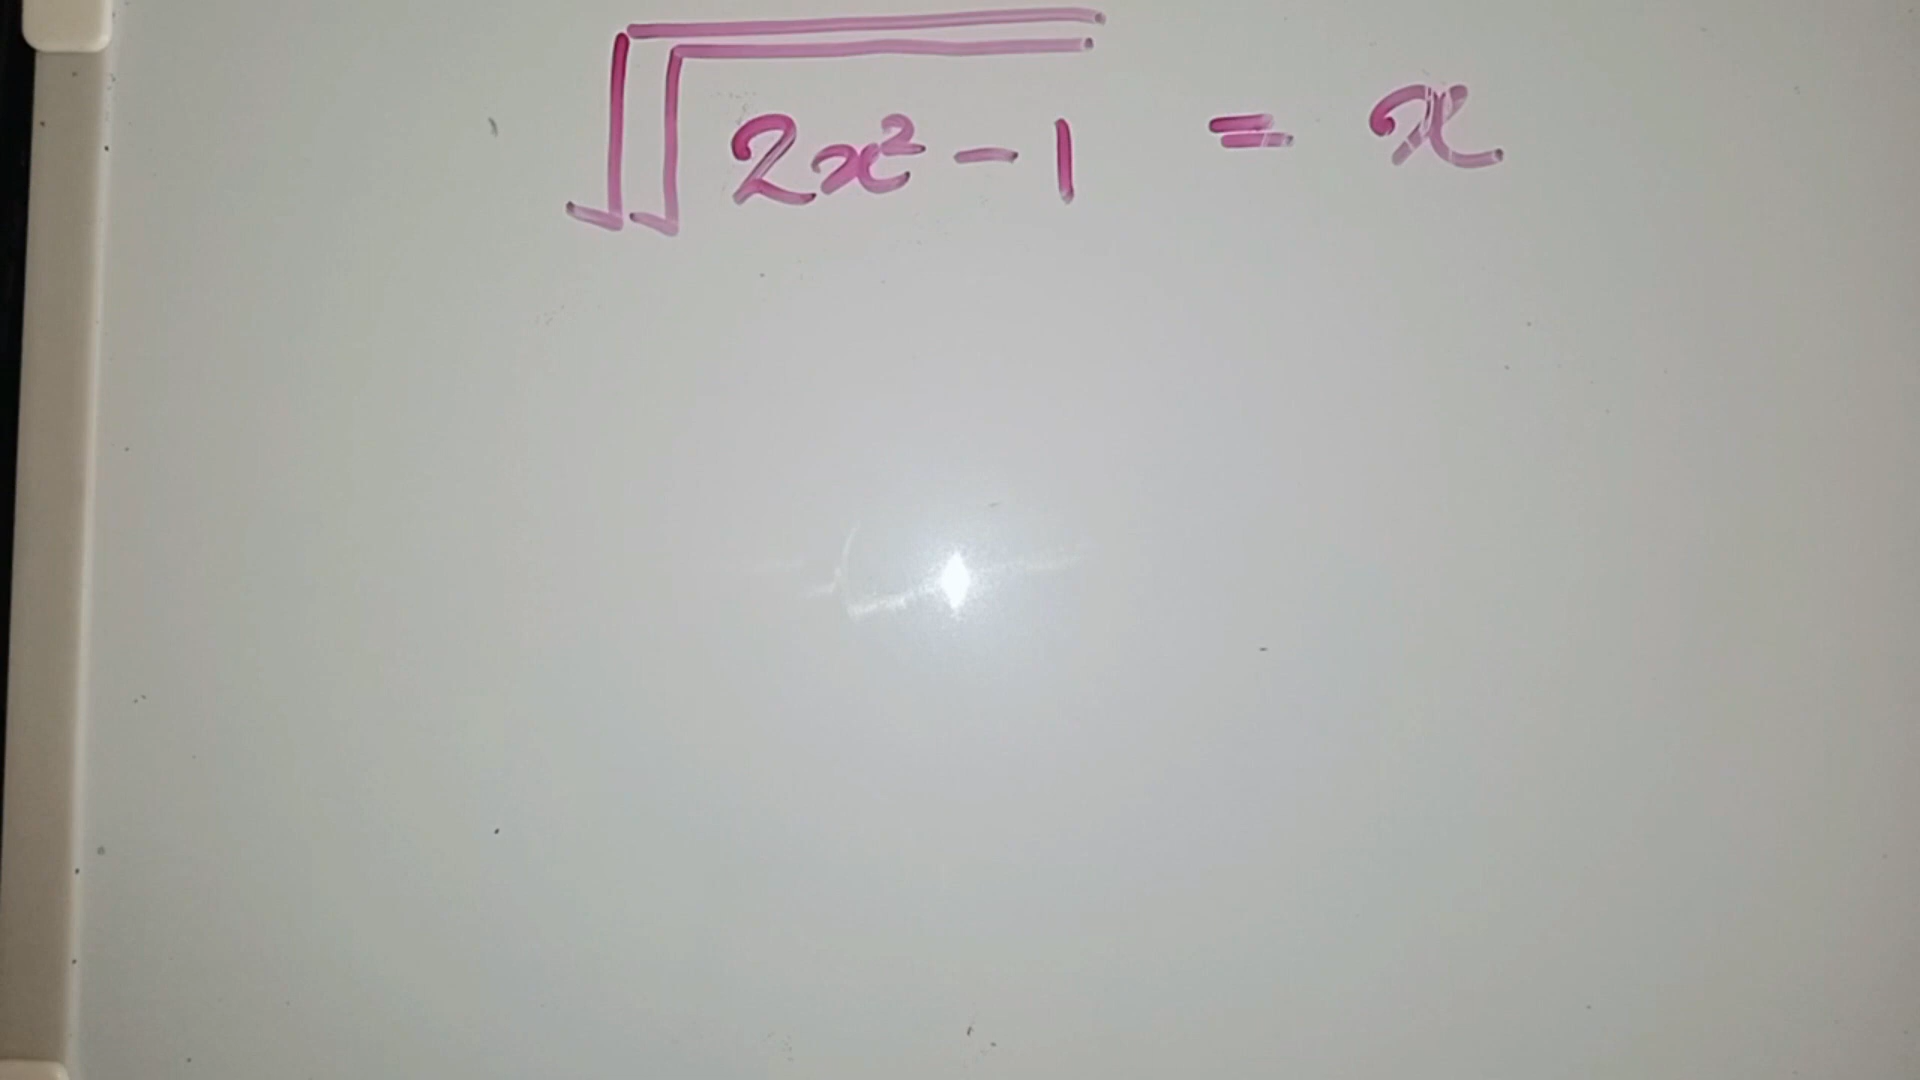 √√2x² - 1 = x